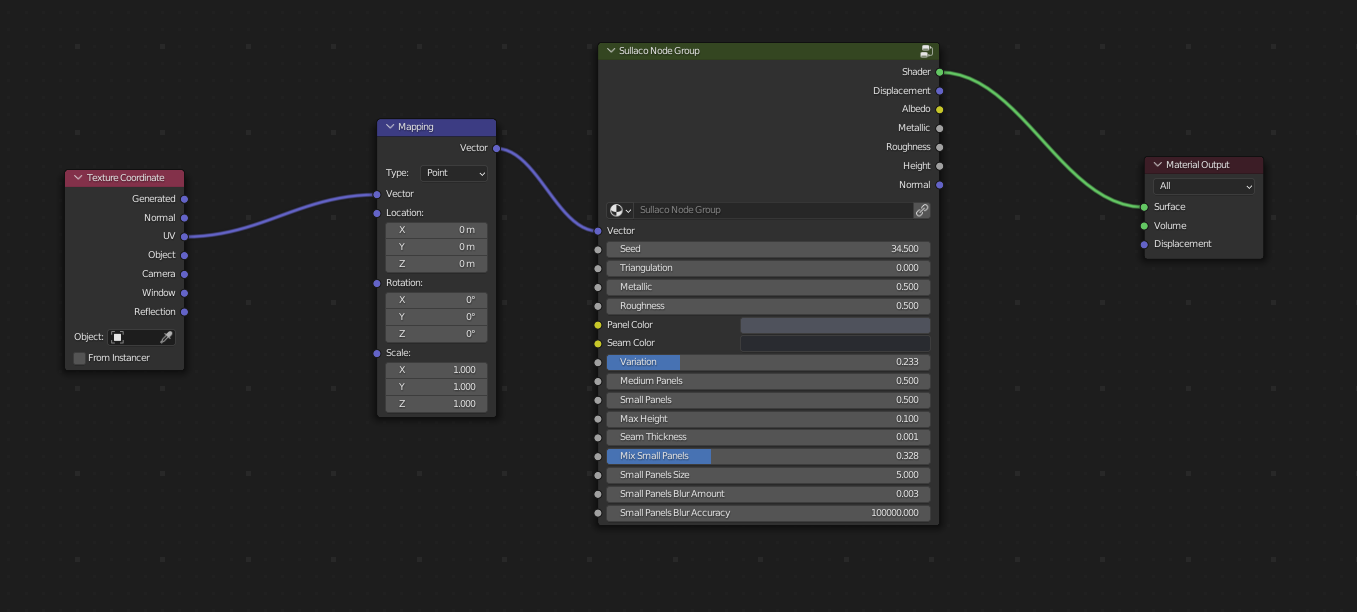 Texture Coordinate
Generated
Normal
UV
Object
Camera
Window
Reflection
Object:
From Instancer
Mapping
Vector
Type: Point
Vector
Location:
X 0 m
Y 0 m
Z 0 m
Rotation:
X 0°
Y 0°
Z 0°
Scale:
X 1.000
Y 1.000
Z 1.000
Sullaco Node Group
Shader
Displacement
Albedo
Metallic
Roughness
Height
Normal
Sullaco Node Group
Vector
Seed 34.500
Triangulation 0.000
Metallic 0.500
Roughness 0.500
Panel Color
Seam Color
Variation 0.233
Medium Panels 0.500
Small Panels 0.500
Max Height 0.100
Seam Thickness 0.001
Mix Small Panels 0.328
Small Panels Size 5.000
Small Panels Blur Amount 0.003
Small Panels Blur Accuracy 100000.000
Material Output
All
Surface
Volume
Displacement